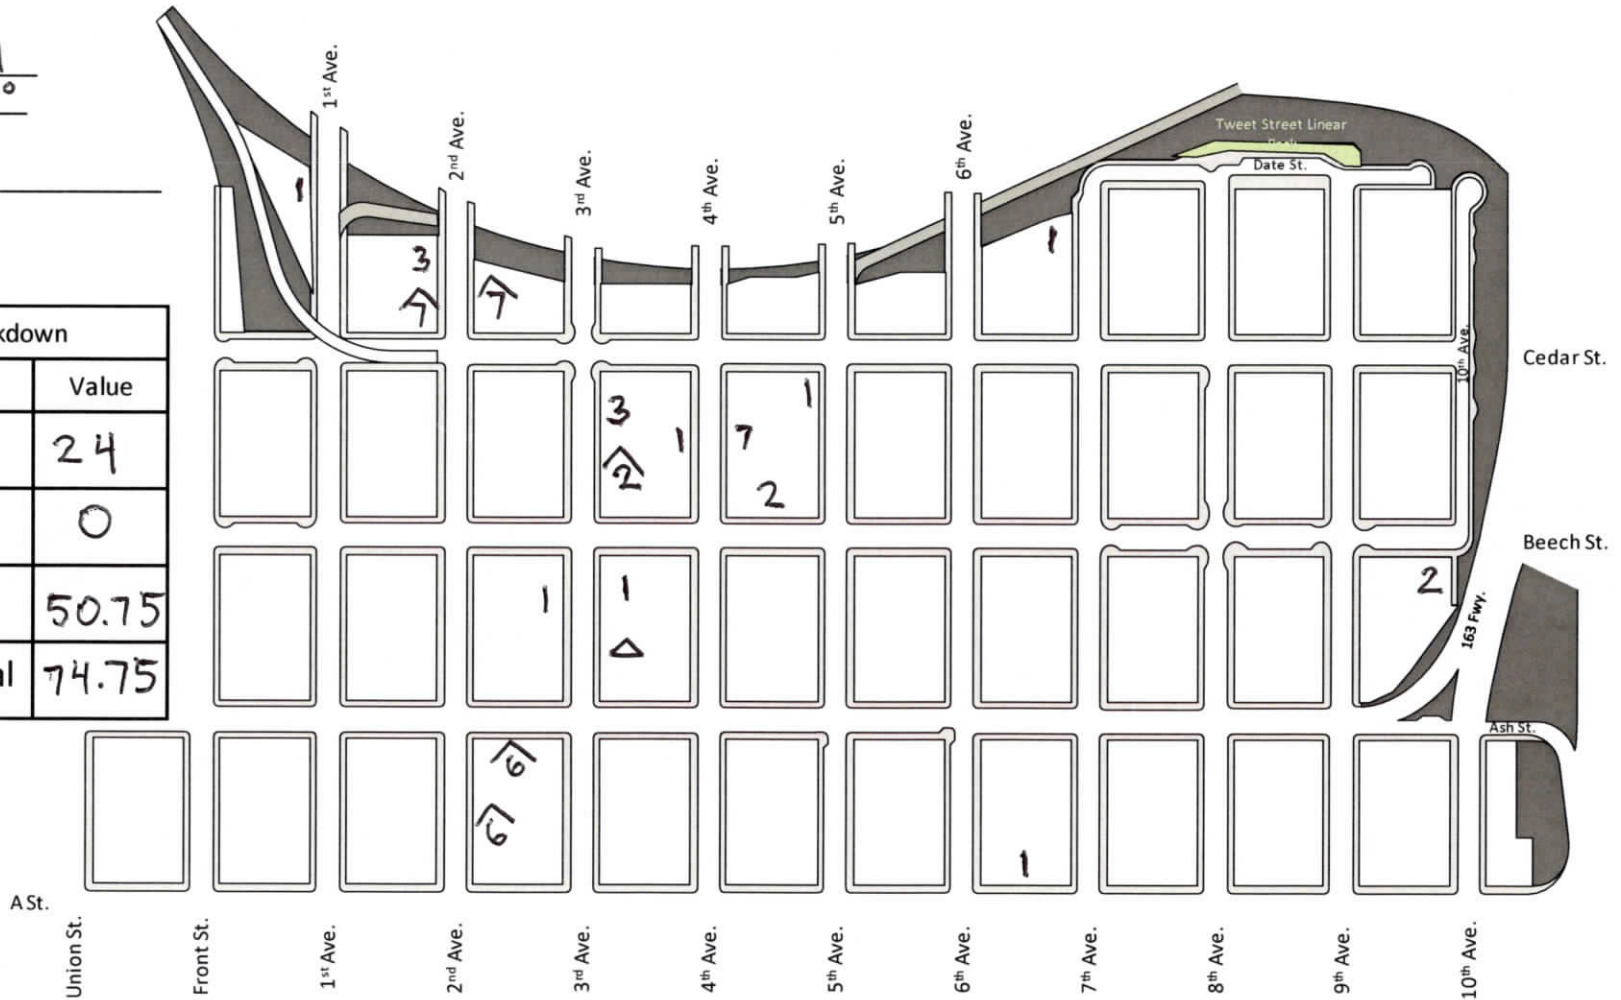 1st Ave.
2nd Ave.
3rd Ave.
4th Ave.
5th Ave.
6th Ave.
Tweet Street Linear
Park
Date St.
1
3
7
7
1
kdown
Value
24
0
50.75
al 74.75
10th Ave.
Cedar St.
3
1
2
1
7
2
Beech St.
1
1
2
163 Fwy.
Ash St.
6
6
1
A St.
Union St.
Front St.
1st Ave.
2nd Ave.
3rd Ave.
4th Ave.
5th Ave.
6th Ave.
7th Ave.
8th Ave.
9th Ave.
10th Ave.